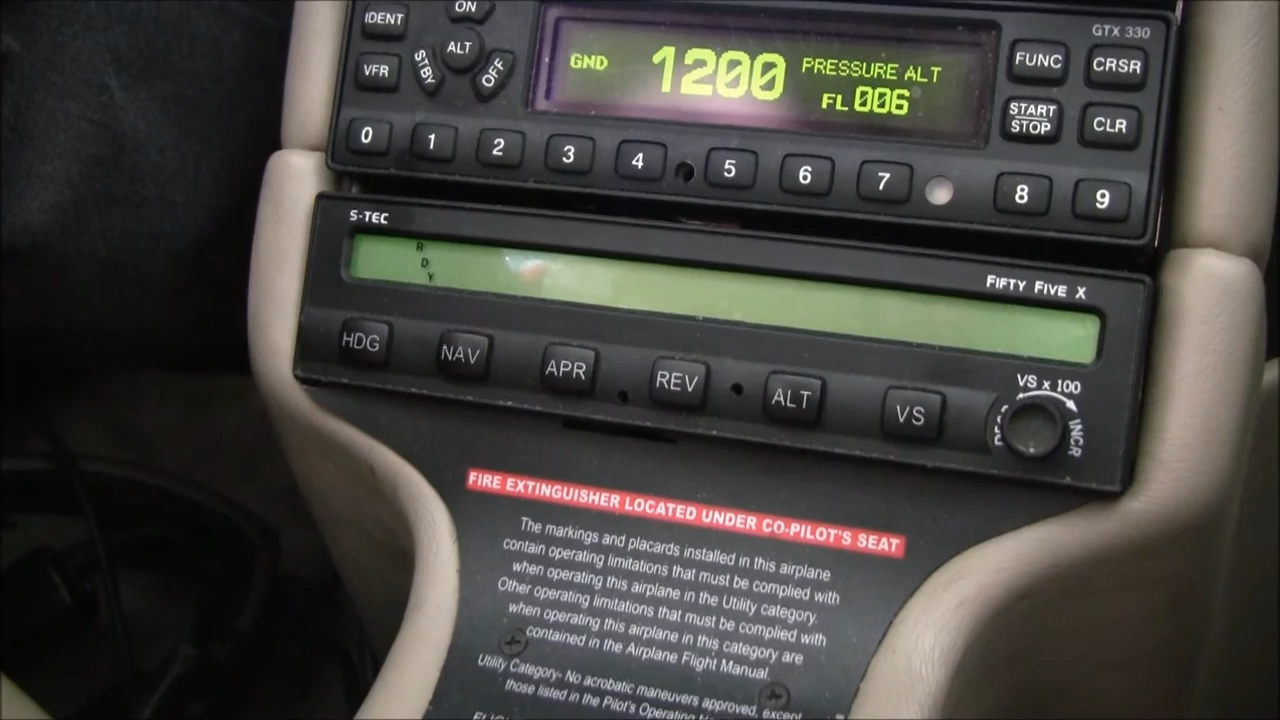 GTX 330
IDENT
ON
ALT
VFR
STBY
OFF
GND
1200
PRESSURE ALT
FL 006
FUNC
CRSR
START
STOP
CLR
0 1 2 3 4 5 6 7 8 9
S-TEC
RDY
FIFTY FIVE X
HDG NAV APR REV ALT VS
VS x 100
INCR
FIRE EXTINGUISHER LOCATED UNDER CO-PILOT'S SEAT
The markings and placards installed in this airplane
contain operating limitations that must be complied with
when operating this airplane in the Utility category.
Other operating limitations that must be complied with
when operating this airplane in this category are
contained in the Airplane Flight Manual.
Utility Category- No acrobatic maneuvers approved, except
those listed in the Pilot's Operating